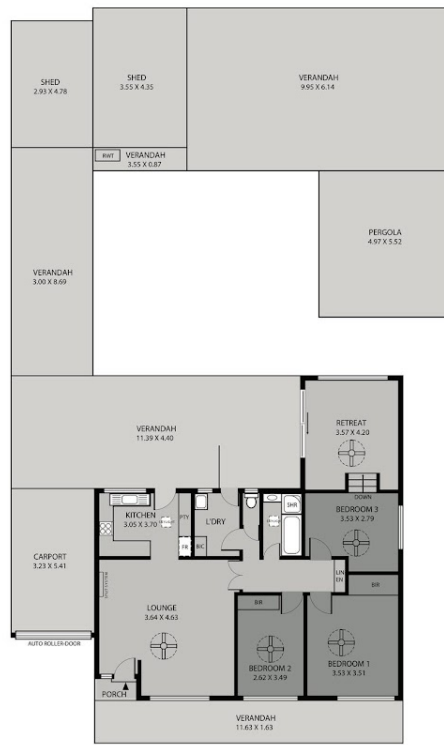 SHED
2.93 X 4.78
SHED
3.55 X 4.35
VERANDAH
9.95 X 6.14
RWT
VERANDAH
3.55 X 0.87
PERGOLA
4.97 X 5.52
VERANDAH
3.00 X 8.69
VERANDAH
11.39 X 4.40
RETREAT
3.57 X 4.20
DOWN
KITCHEN
3.05 X 3.70
PTY
FR
L'DRY
BIC
SHR
BEDROOM 3
3.53 X 2.79
CARPORT
3.23 X 5.41
AUTO ROLLER-DOOR
LOUNGE
3.64 X 4.63
LIN
EN
BIR
BIR
BEDROOM 2
2.62 X 3.49
BEDROOM 1
3.53 X 3.51
PORCH
VERANDAH
11.63 X 1.63